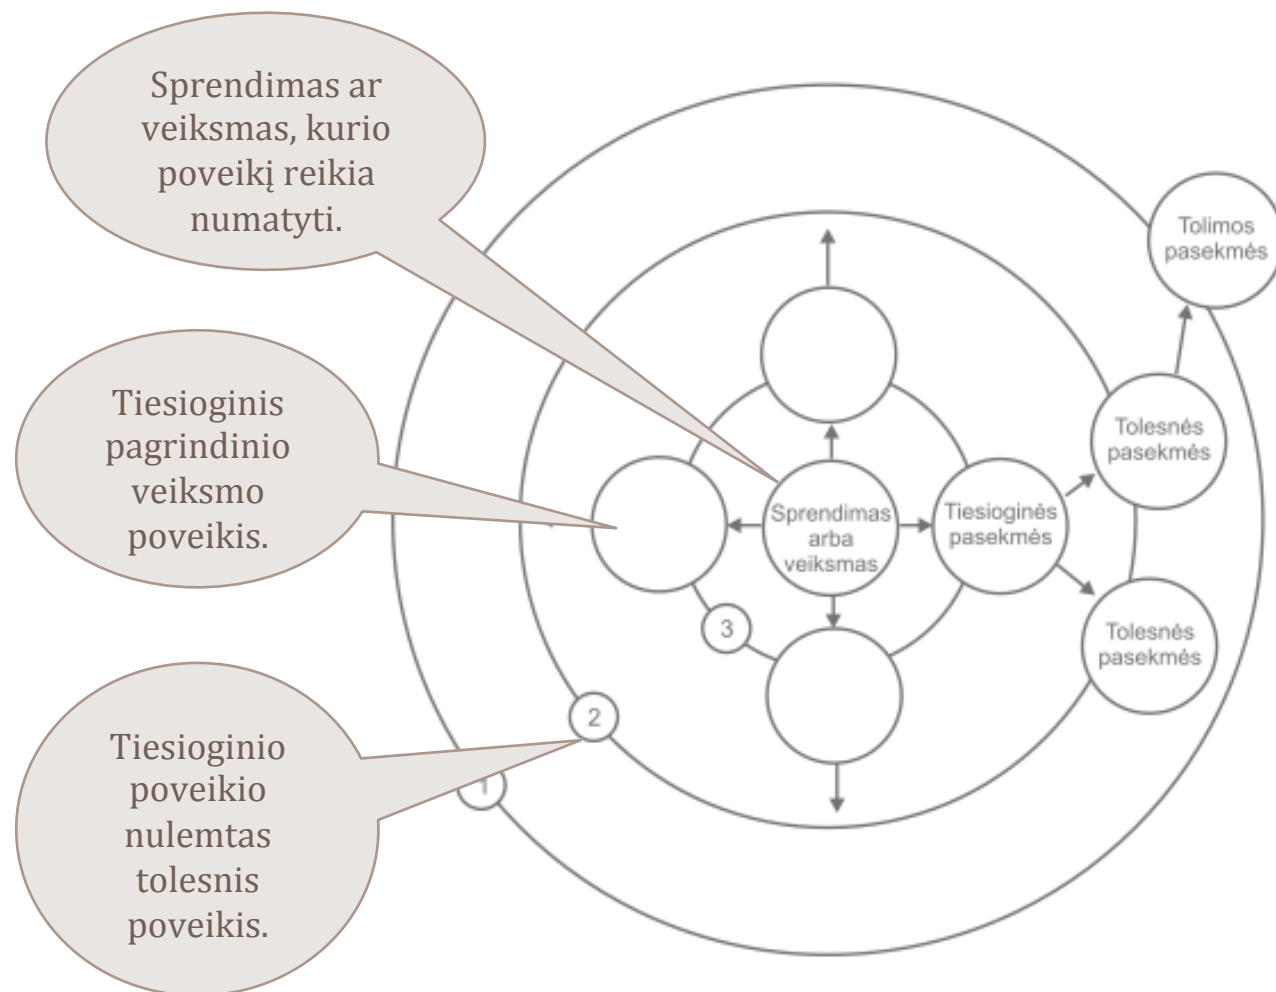 Sprendimas ar
veiksmas, kurio
poveikį reikia
numatyti.
Tiesioginis
pagrindinio
veiksmo
poveikis.
Tiesioginio
poveikio
nulemtas
tolesnis
poveikis.
Tolimos
pasekmės
Tolesnės
pasekmės
Sprendimas
arba
veiksmas
Tiesioginės
pasekmės
Tolesnės
pasekmės
3
2
1